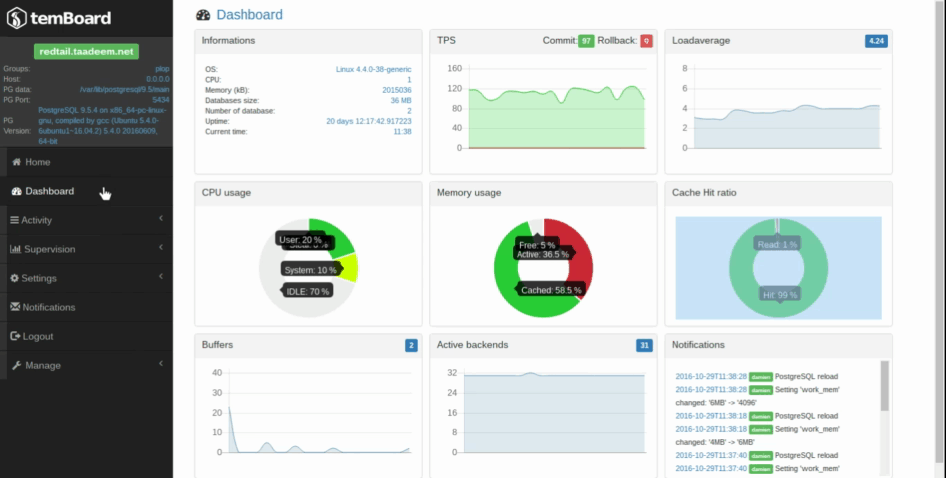 temBoard
redtail.taadeem.net
Groups: plop
Host: 0.0.0.0
PG data: /var/lib/postgresql/9.5/main
PG Port: 5434
PG Version: PostgreSQL 9.5.4 on x86_64-pc-linux-
gnu, compiled by gcc (Ubuntu 5.4.0-
6ubuntu1~16.04.2) 5.4.0 20160609,
64-bit
Home
Dashboard
Activity
Supervision
Settings
Notifications
Logout
Manage
Dashboard
Informations
OS: Linux 4.4.0-38-generic
CPU: 1
Memory (kB): 2015036
Databases size: 36 MB
Number of database: 2
Uptime: 20 days 12:17:42.917223
Current time: 11:38
TPS Commit: 97 Rollback: 0
160
120
80
40
0
Loadaverage 4.24
8
6
4
2
0
CPU usage
User: 20 %
System: 10 %
IDLE: 70 %
Memory usage
Free: 5 %
Active: 36.5 %
Cached: 58.5 %
Cache Hit ratio
Read: 1 %
Hit: 99 %
Buffers 2
40
30
20
10
0
Active backends 31
32
24
16
8
0
Notifications
2016-10-29T11:38:28 damien PostgreSQL reload
2016-10-29T11:38:28 damien Setting 'work_mem'
changed: '6MB' -> '4096'
2016-10-29T11:38:18 damien PostgreSQL reload
2016-10-29T11:38:18 damien Setting 'work_mem'
changed: '4MB' -> '6MB'
2016-10-29T11:37:40 damien PostgreSQL reload
2016-10-29T11:37:40 damien Setting 'work_mem'